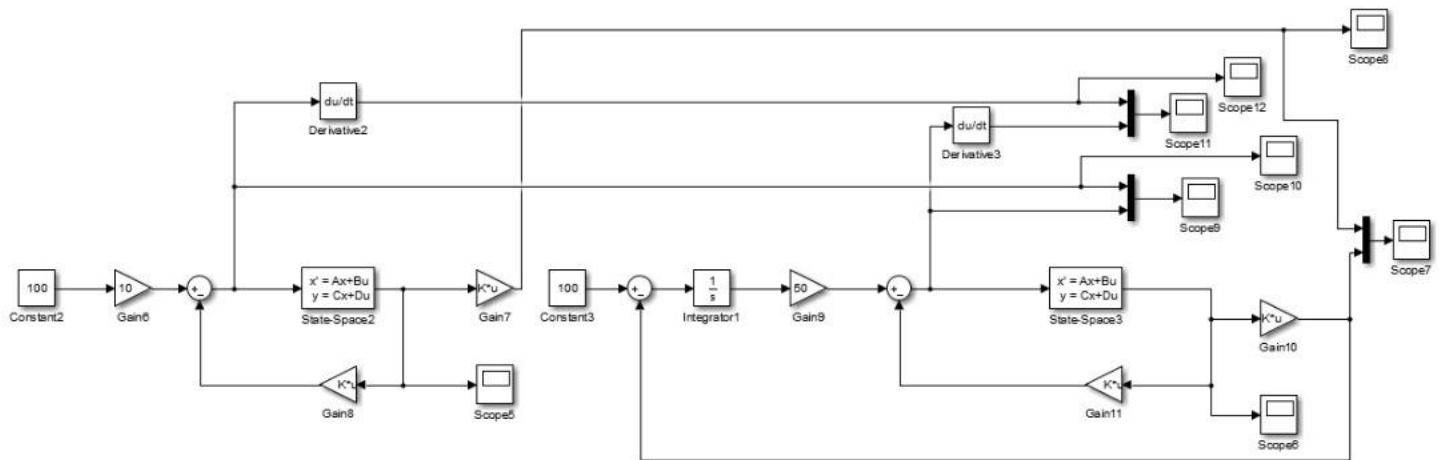 Scope8
du/dt
Derivative2
Scope12
du/dt
Derivative3
Scope11
Scope10
Scope9
Scope7
100
Constant2
10
Gain6
+
-
x' = Ax+Bu
y = Cx+Du
State-Space2
K*u
Gain7
100
Constant3
+
-
1
s
Integrator1
50
Gain9
+
-
x' = Ax+Bu
y = Cx+Du
State-Space3
K*u
Gain10
K*u
Gain8
Scope5
K*u
Gain11
Scope6